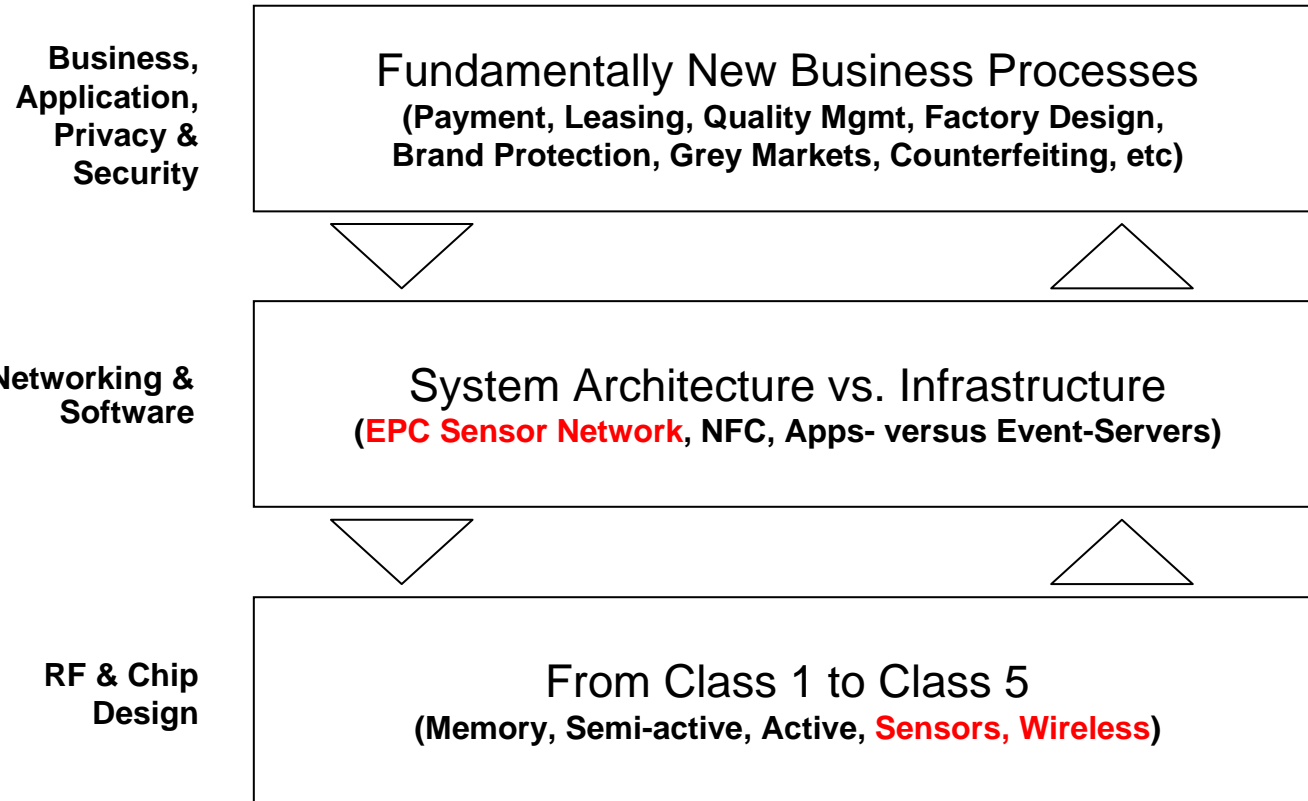 Business,
Application,
Privacy &
Security
Fundamentally New Business Processes
(Payment, Leasing, Quality Mgmt, Factory Design,
Brand Protection, Grey Markets, Counterfeiting, etc)
Networking &
Software
System Architecture vs. Infrastructure
(EPC Sensor Network, NFC, Apps- versus Event-Servers)
RF & Chip
Design
From Class 1 to Class 5
(Memory, Semi-active, Active, Sensors, Wireless)